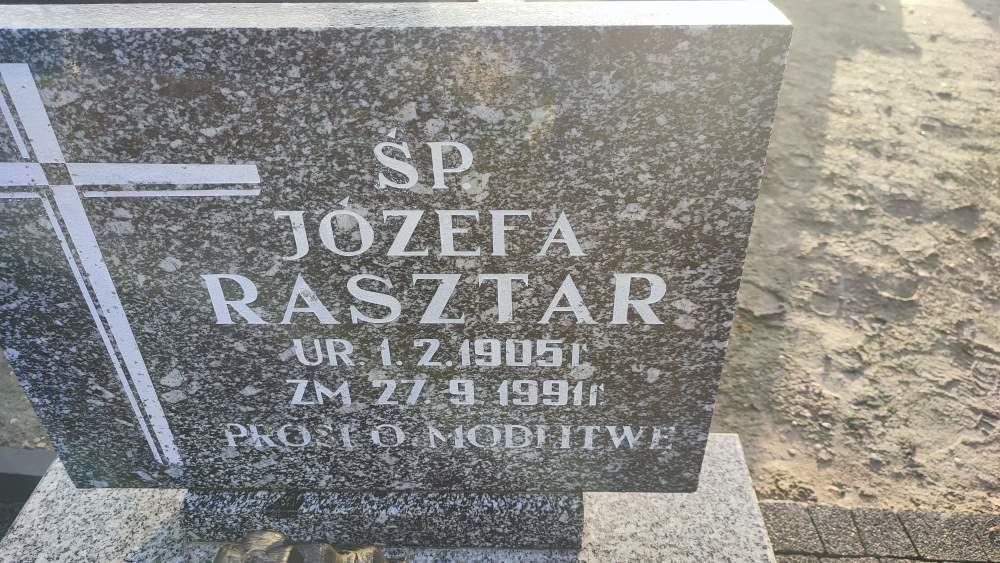 ŚP.
JÓZEFA
RASZTAR
UR. 1. 2. 1905 r.
ZM. 27. 9. 1991 r.
PROSI O MODLITWĘ